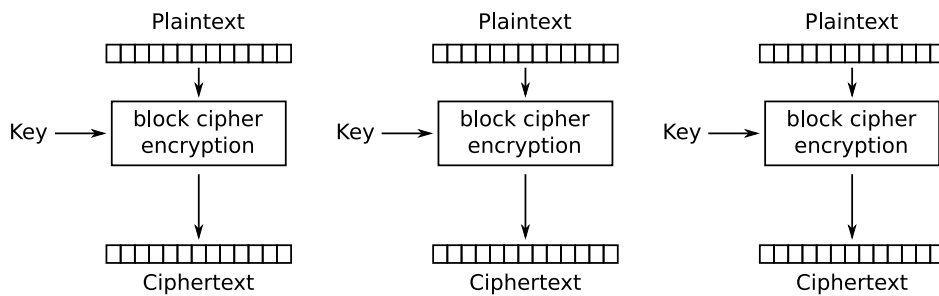 Plaintext Plaintext Plaintext
Key block cipher encryption Key block cipher encryption Key block cipher encryption
Ciphertext Ciphertext Ciphertext